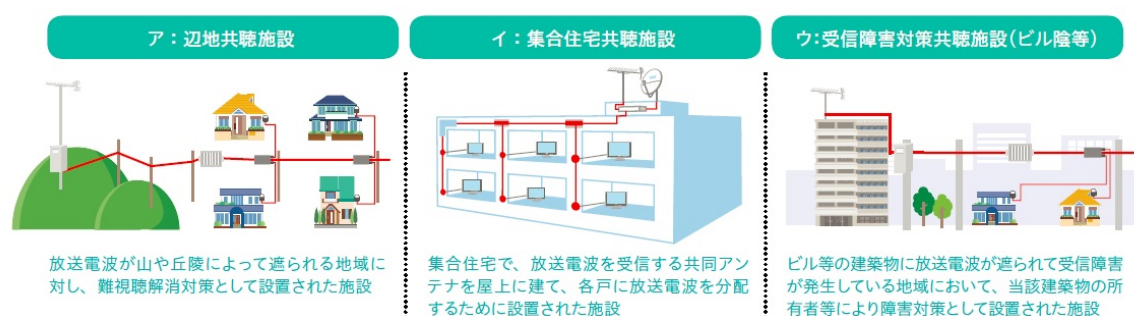 ア：辺地共聴施設
イ：集合住宅共聴施設
ウ:受信障害対策共聴施設(ビル陰等)
放送電波が山や丘陵によって遮られる地域に
対し、難視聴解消対策として設置された施設
集合住宅で、放送電波を受信する共同アン
テナを屋上に建て、各戸に放送電波を分配
するために設置された施設
ビル等の建築物に放送電波が遮られて受信障害
が発生している地域において、当該建築物の所
有者等により障害対策として設置された施設